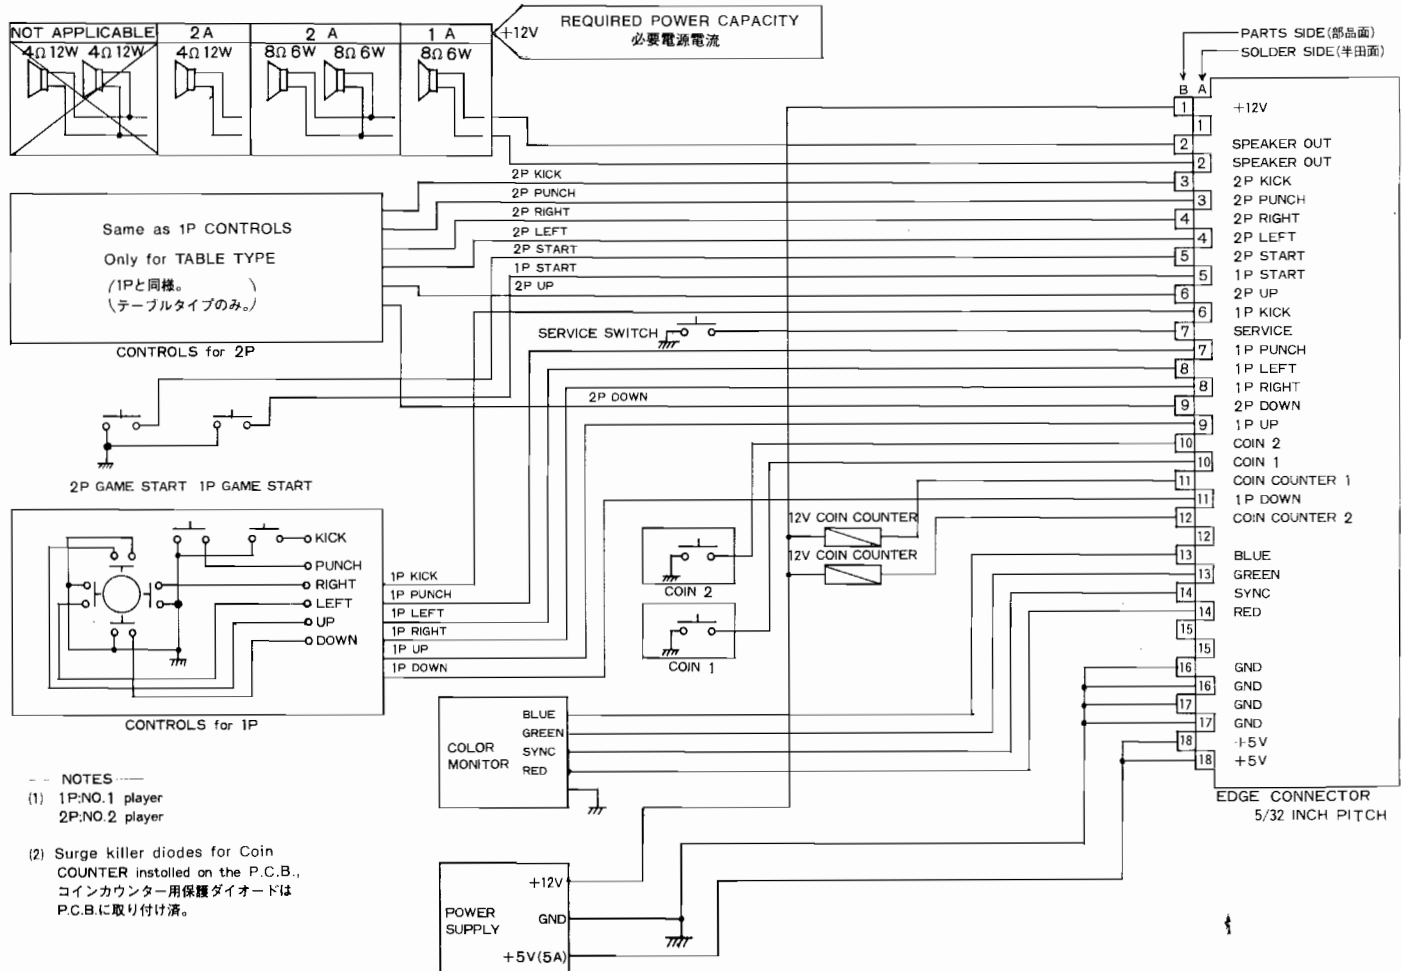 NOT APPLICABLE
2A
2 A
1 A
+12V
REQUIRED POWER CAPACITY
必要電源電流
4Ω12W 4Ω12W
4Ω12W
8Ω6W 8Ω6W
8Ω6W
PARTS SIDE(部品面)
SOLDER SIDE(半田面)
B A
1 +12V
1
2 SPEAKER OUT
2 SPEAKER OUT
3 2P KICK
3 2P PUNCH
4 2P RIGHT
4 2P LEFT
5 2P START
5 1P START
6 2P UP
6 1P KICK
7 SERVICE
7 1P PUNCH
8 1P LEFT
8 1P RIGHT
9 2P DOWN
9 1P UP
10 COIN 2
10 COIN 1
11 COIN COUNTER 1
11 1P DOWN
12 COIN COUNTER 2
12
13 BLUE
13 GREEN
14 SYNC
14 RED
15
15
16 GND
16 GND
17 GND
17 GND
18 +5V
18 +5V
EDGE CONNECTOR
5/32 INCH PITCH
2P KICK
2P PUNCH
2P RIGHT
2P LEFT
2P START
1P START
2P UP
Same as 1P CONTROLS
Only for TABLE TYPE
(1Pと同様。
テーブルタイプのみ。)
CONTROLS for 2P
SERVICE SWITCH
2P DOWN
2P GAME START 1P GAME START
KICK
PUNCH
RIGHT
LEFT
UP
DOWN
1P KICK
1P PUNCH
1P LEFT
1P RIGHT
1P UP
1P DOWN
CONTROLS for 1P
12V COIN COUNTER
12V COIN COUNTER
COIN 2
COIN 1
COLOR
MONITOR
BLUE
GREEN
SYNC
RED
NOTES
(1) 1P:NO.1 player
2P:NO.2 player
(2) Surge killer diodes for Coin
COUNTER instolled on the P.C.B.,
コインカウンター用保護ダイオードは
P.C.B.に取り付け済。
POWER
SUPPLY
+12V
GND
+5V(5A)